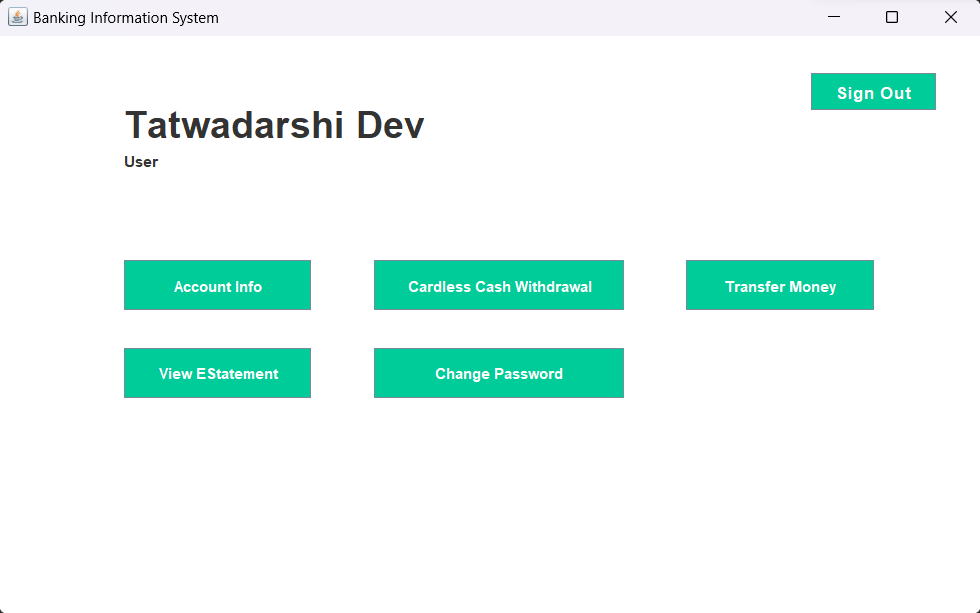 Banking Information System
Sign Out
Tatwadarshi Dev
User
Account Info
Cardless Cash Withdrawal
Transfer Money
View EStatement
Change Password